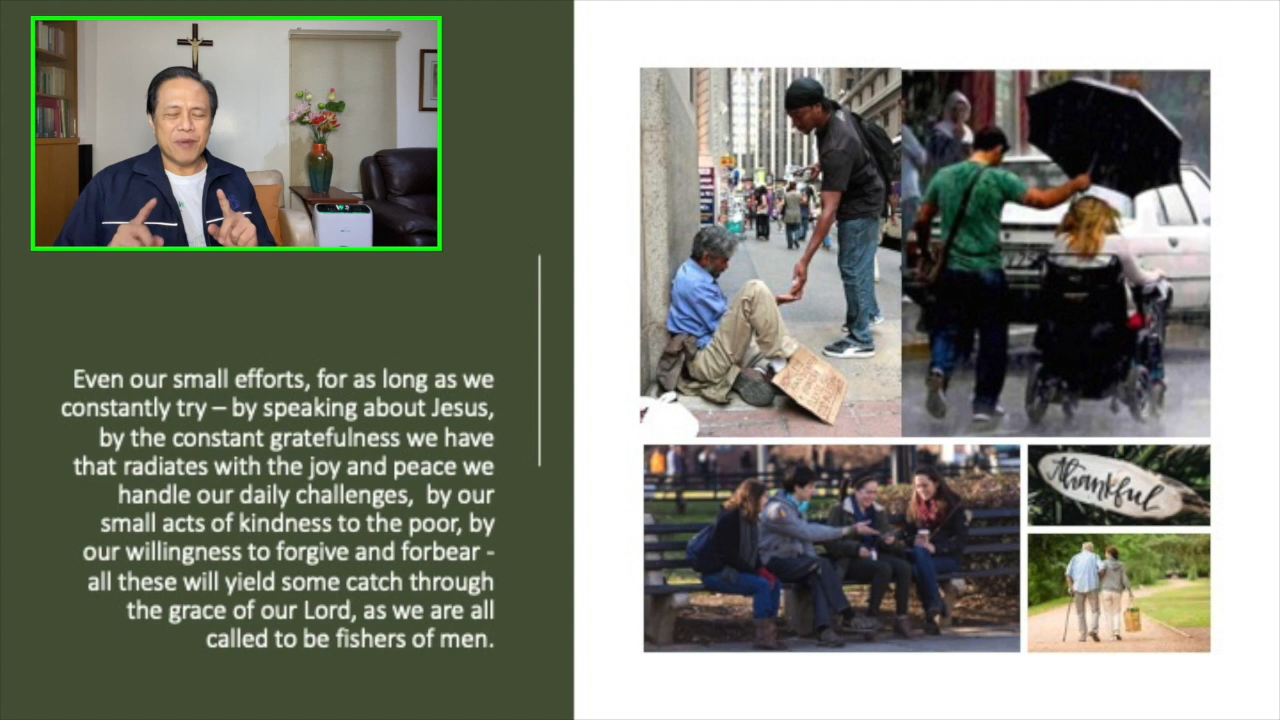 Even our small efforts, for as long as we
constantly try – by speaking about Jesus,
by the constant gratefulness we have
that radiates with the joy and peace we
handle our daily challenges,  by our
small acts of kindness to the poor, by
our willingness to forgive and forbear -
all these will yield some catch through
the grace of our Lord, as we are all
called to be fishers of men.
thankful